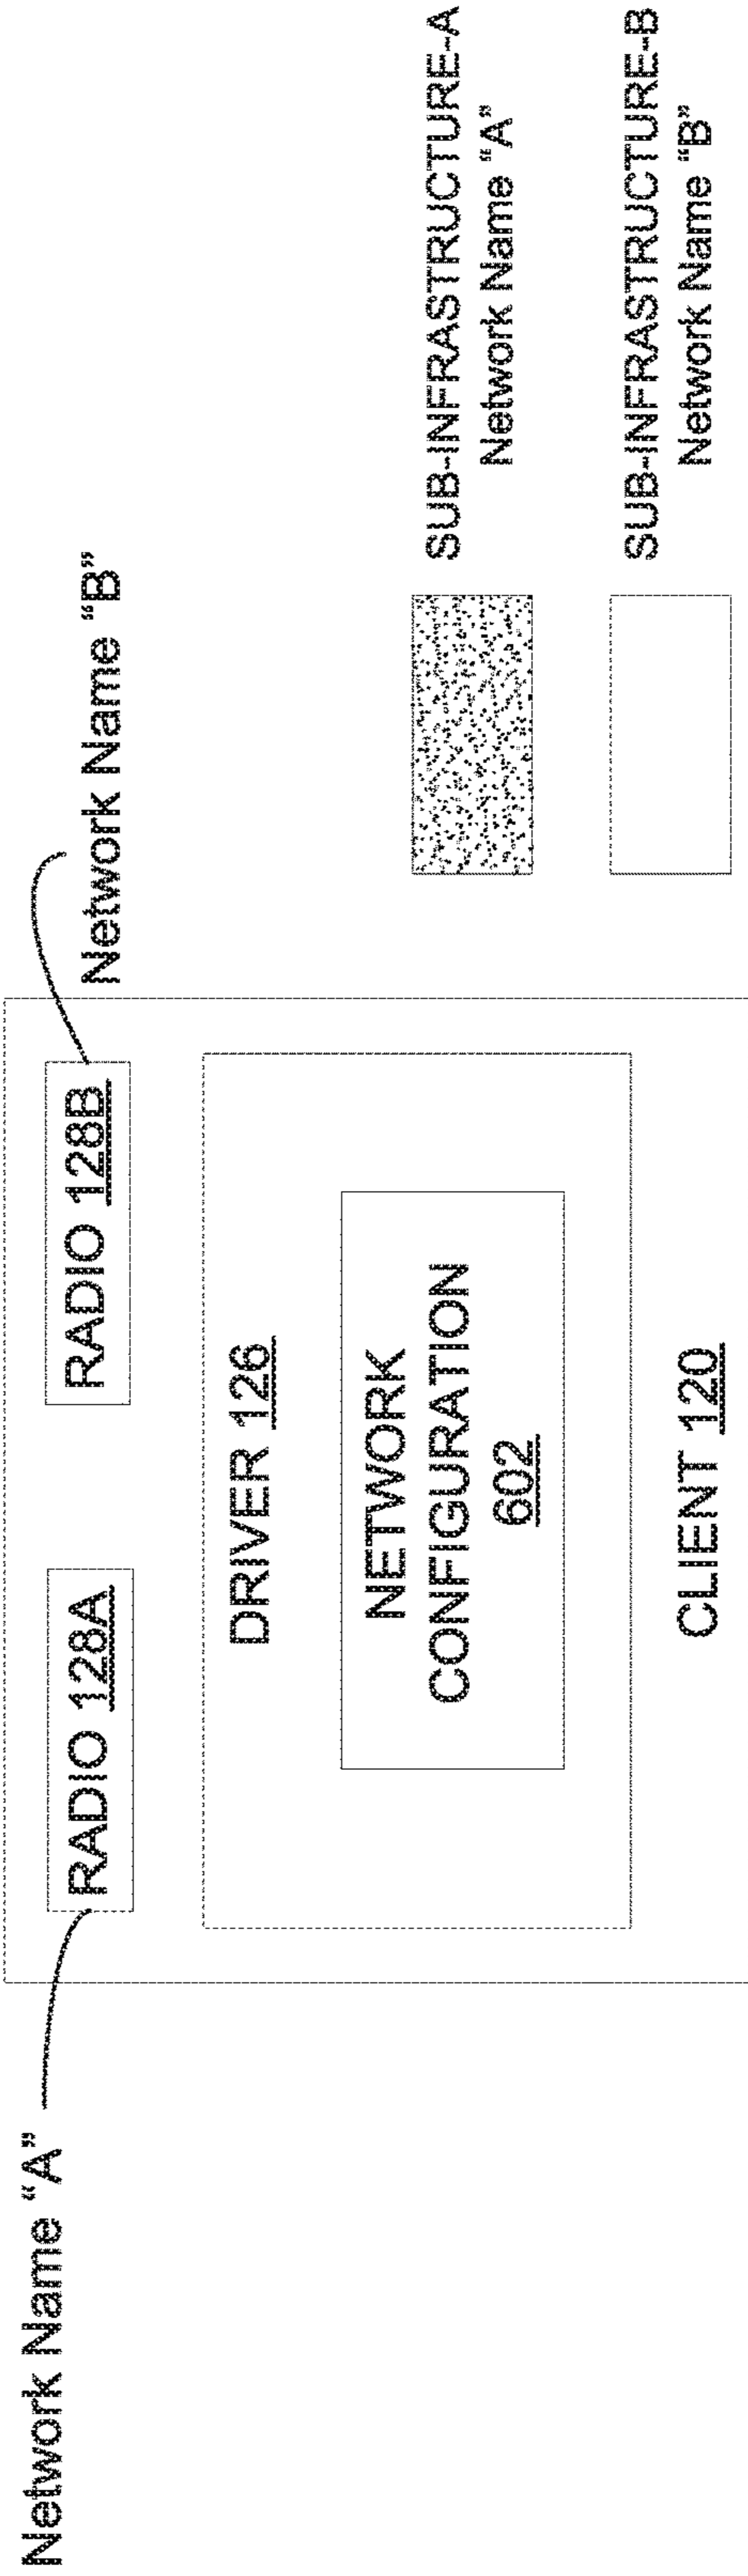 Network Name “A”
RADIO 128A
RADIO 128B
Network Name “B”
DRIVER 126
NETWORK
CONFIGURATION
602
CLIENT 120
SUB-INFRASTRUCTURE-A
Network Name “A”
SUB-INFRASTRUCTURE-B
Network Name “B”